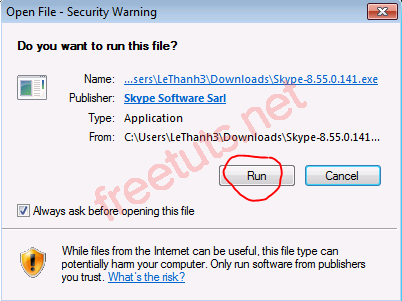 Open File - Security Warning
Do you want to run this file?
Name: ...sers\LeThanh3\Downloads\Skype-8.55.0.141.exe
Publisher: Skype Software Sarl
Type: Application
From: C:\Users\LeThanh3\Downloads\Skype-8.55.0.141...
freetuts.net
Run Cancel
Always ask before opening this file
While files from the Internet can be useful, this file type can
potentially harm your computer. Only run software from publishers
you trust. What's the risk?